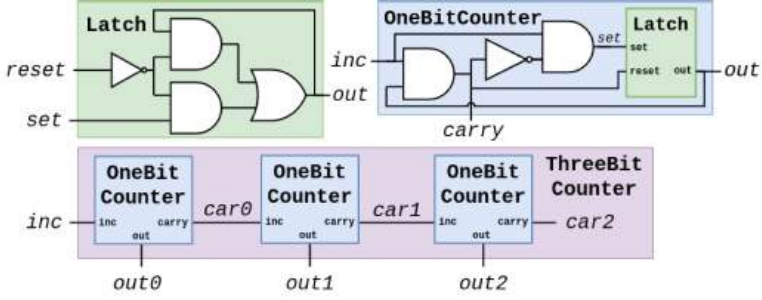 Latch
reset
set
out
OneBitCounter
inc
set
Latch
set
reset out
out
carry
OneBit
Counter
inc carry
out
car0
OneBit
Counter
inc carry
out
car1
OneBit
Counter
inc carry
out
ThreeBit
Counter
inc
car2
out0
out1
out2